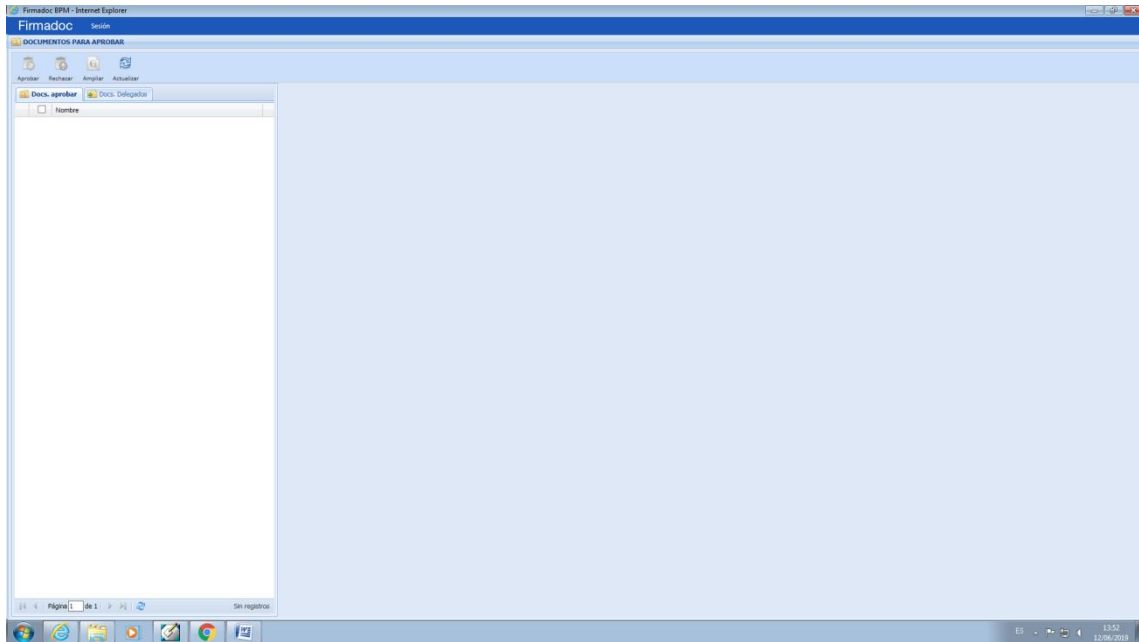 Firmadoc BPM - Internet Explorer
Firmadoc Sesión
DOCUMENTOS PARA APROBAR
Aprobar Rechazar Ampliar Actualizar
Docs. aprobar Docs. Delegados
Nombre
Página 1 de 1 Sin registros
ES 13:52
12/06/2019